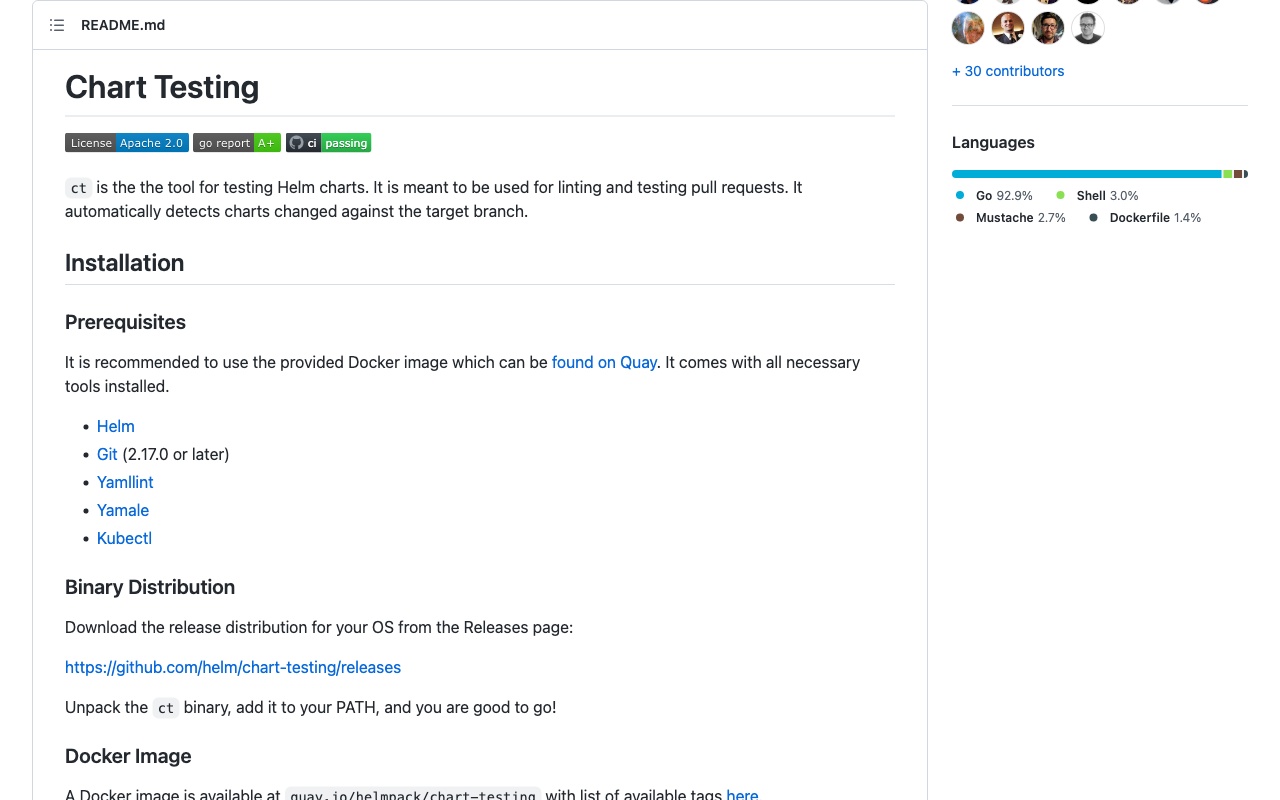 README.md
Chart Testing
License Apache 2.0 go report A+ ci passing
ct is the the tool for testing Helm charts. It is meant to be used for linting and testing pull requests. It
automatically detects charts changed against the target branch.
Installation
Prerequisites
It is recommended to use the provided Docker image which can be found on Quay. It comes with all necessary
tools installed.
• Helm
• Git (2.17.0 or later)
• Yamllint
• Yamale
• Kubectl
Binary Distribution
Download the release distribution for your OS from the Releases page:
https://github.com/helm/chart-testing/releases
Unpack the ct binary, add it to your PATH, and you are good to go!
Docker Image
A Docker image is available at quay.io/helmpack/chart-testing with list of available tags here
+ 30 contributors
Languages
Go 92.9% Shell 3.0%
Mustache 2.7% Dockerfile 1.4%